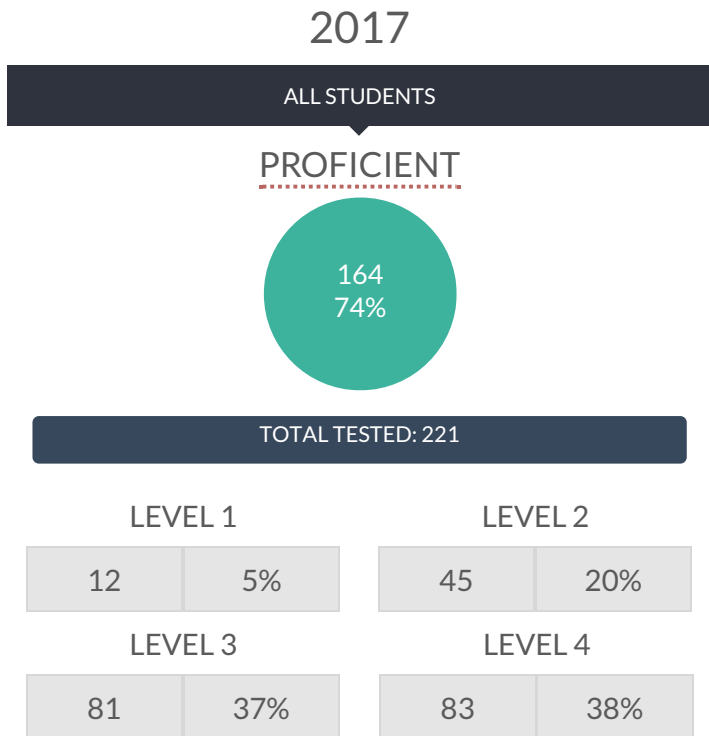 2017
ALL STUDENTS
PROFICIENT
164
74%
TOTAL TESTED: 221
LEVEL 1
LEVEL 2
12 5%
45 20%
LEVEL 3
LEVEL 4
81 37%
83 38%